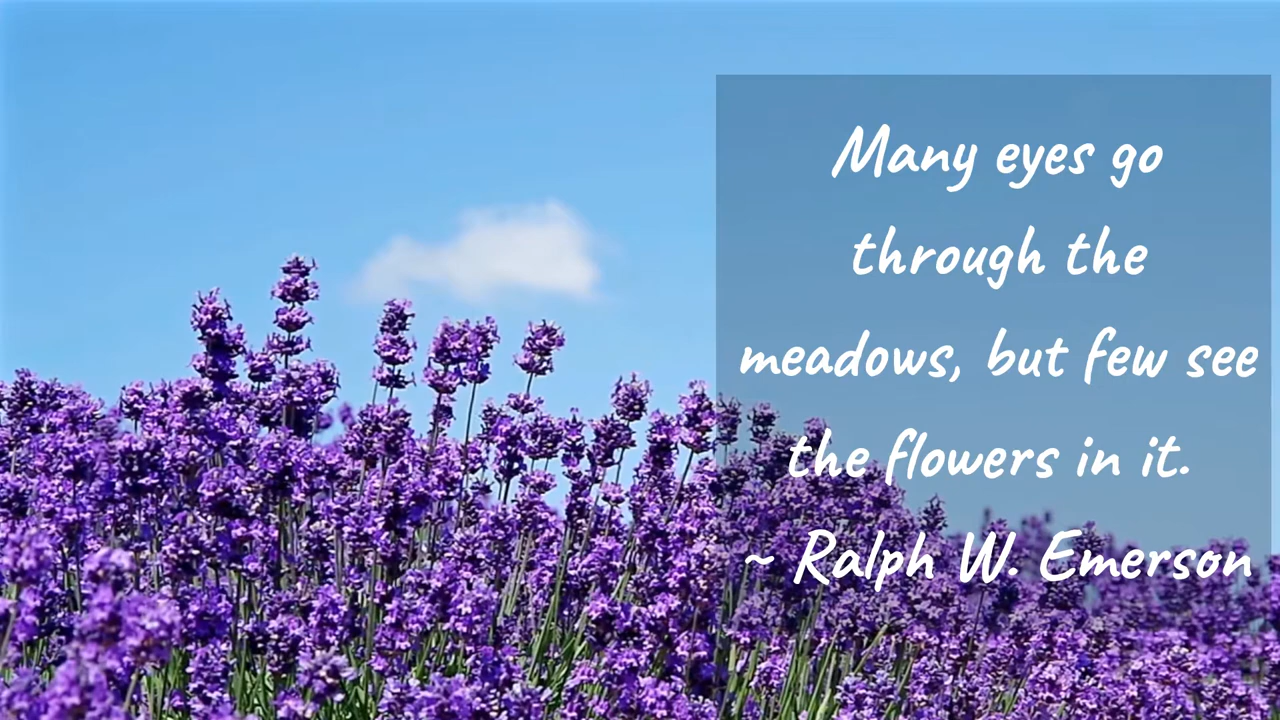 Many eyes go
through the
meadows, but few see
the flowers in it.
~ Ralph W. Emerson